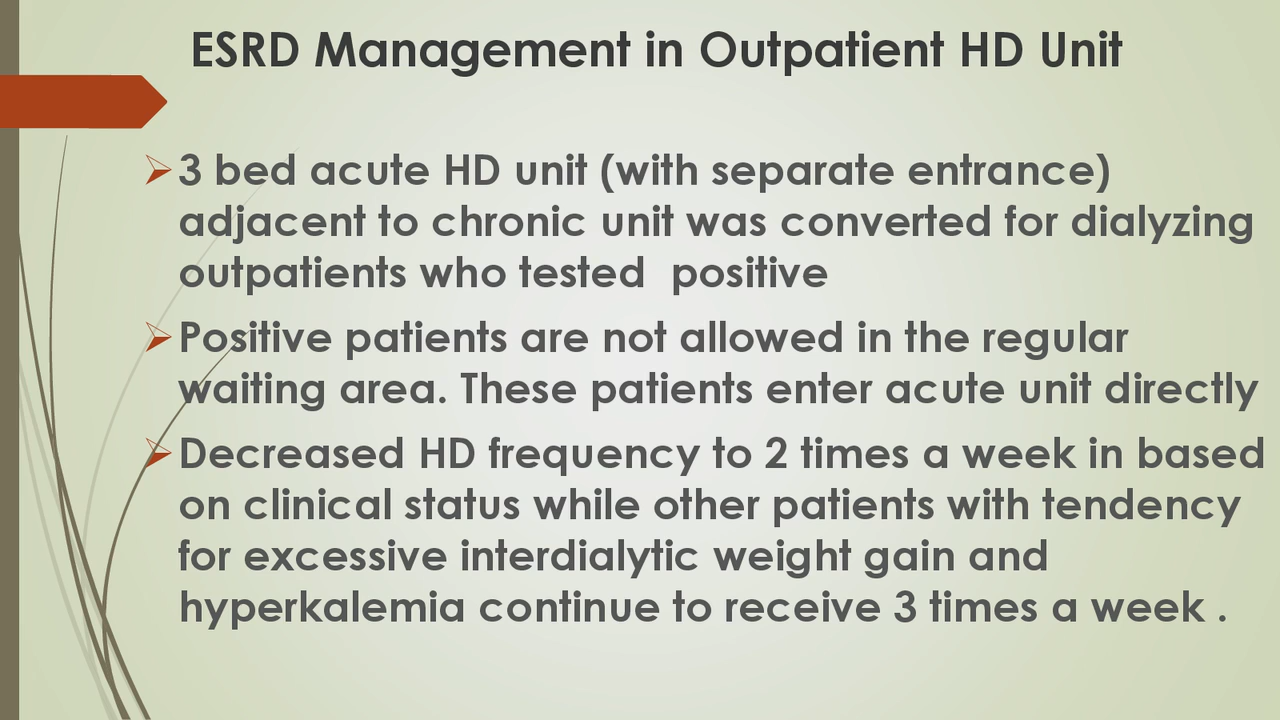 ESRD Management in Outpatient HD Unit
3 bed acute HD unit (with separate entrance)
adjacent to chronic unit was converted for dialyzing
outpatients who tested  positive
Positive patients are not allowed in the regular
waiting area. These patients enter acute unit directly
Decreased HD frequency to 2 times a week in based
on clinical status while other patients with tendency
for excessive interdialytic weight gain and
hyperkalemia continue to receive 3 times a week .